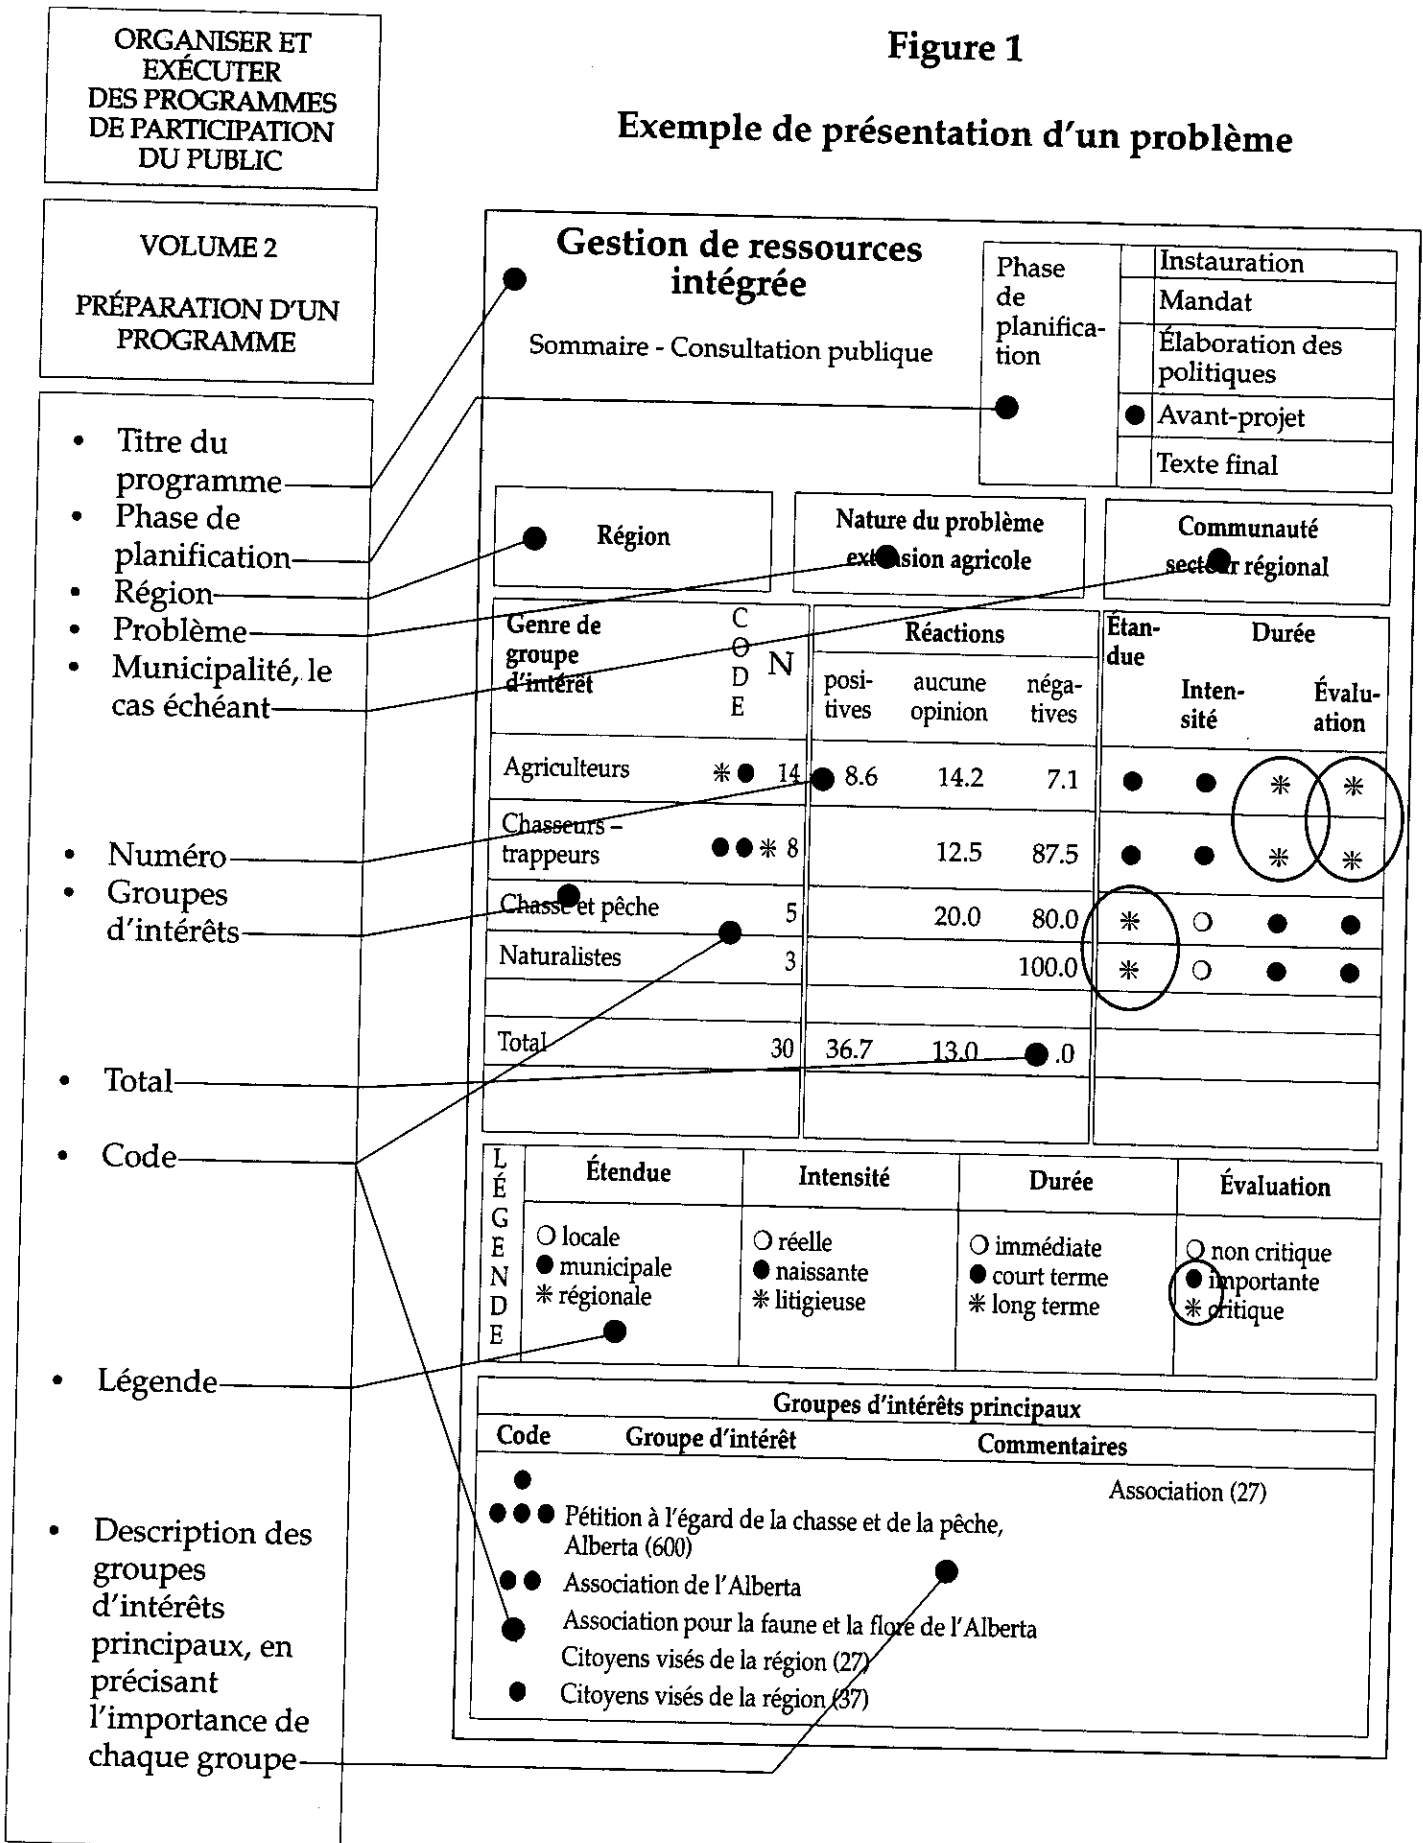 ORGANISER ET
EXÉCUTER
DES PROGRAMMES
DE PARTICIPATION
DU PUBLIC
VOLUME 2
PRÉPARATION D'UN
PROGRAMME
• Titre du
programme
• Phase de
planification
• Région
• Problème
• Municipalité, le
cas échéant
• Numéro
• Groupes
d'intérêts
• Total
• Code
• Légende
• Description des
groupes
d'intérêts
principaux, en
précisant
l'importance de
chaque groupe
Figure 1
Exemple de présentation d'un problème
Gestion de ressources
intégrée
Sommaire - Consultation publique
Phase
de
planifica-
tion
Instauration
Mandat
Élaboration des
politiques
● Avant-projet
Texte final
Région
Nature du problème
extension agricole
Communauté
secteur régional
Genre de
groupe
d'intérêt
CODE
N
Réactions
posi-
tives
aucune
opinion
néga-
tives
Étan-
due
Durée
Inten-
sité
Évalu-
ation
Agriculteurs ✳ ● 14 8.6 14.2 7.1 ● ● ✳ ✳
Chasseurs –
trappeurs ● ● ✳ 8 12.5 87.5 ● ● ✳ ✳
Chasse et pêche 5 20.0 80.0 ✳ ○ ● ●
Naturalistes 3 100.0 ✳ ○ ● ●
Total 30 36.7 13.0 .0
LÉGENDE
Étendue Intensité Durée Évaluation
○ locale ○ réelle ○ immédiate ○ non critique
● municipale ● naissante ● court terme ● importante
✳ régionale ✳ litigieuse ✳ long terme ✳ critique
Groupes d'intérêts principaux
Code Groupe d'intérêt Commentaires
● Association (27)
● ● ● Pétition à l'égard de la chasse et de la pêche,
Alberta (600)
● ● Association de l'Alberta
Association pour la faune et la flore de l'Alberta
Citoyens visés de la région (27)
● Citoyens visés de la région (37)